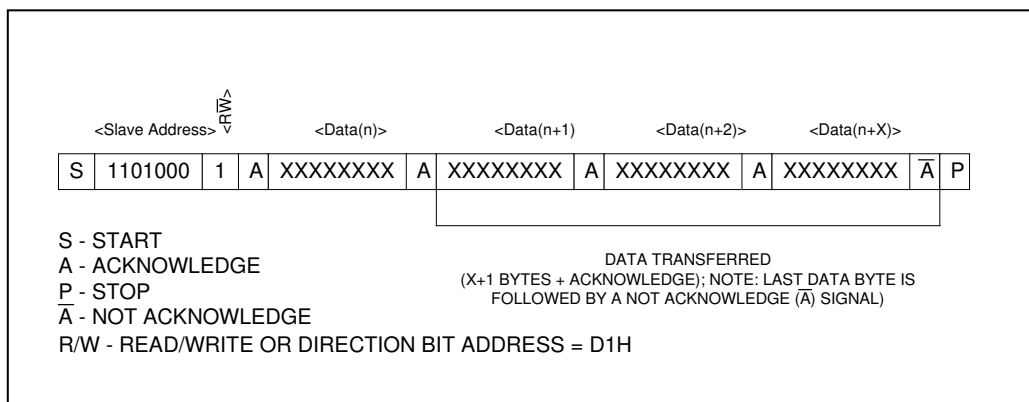 <Slave Address> <RW̅> <Data(n)> <Data(n+1) <Data(n+2)> <Data(n+X)>
S 1101000 1 A XXXXXXXX A XXXXXXXX A XXXXXXXX A XXXXXXXX A̅ P
S - START
A - ACKNOWLEDGE
P - STOP
A̅ - NOT ACKNOWLEDGE
R/W - READ/WRITE OR DIRECTION BIT ADDRESS = D1H
DATA TRANSFERRED
(X+1 BYTES + ACKNOWLEDGE); NOTE: LAST DATA BYTE IS
FOLLOWED BY A NOT ACKNOWLEDGE (A̅) SIGNAL)